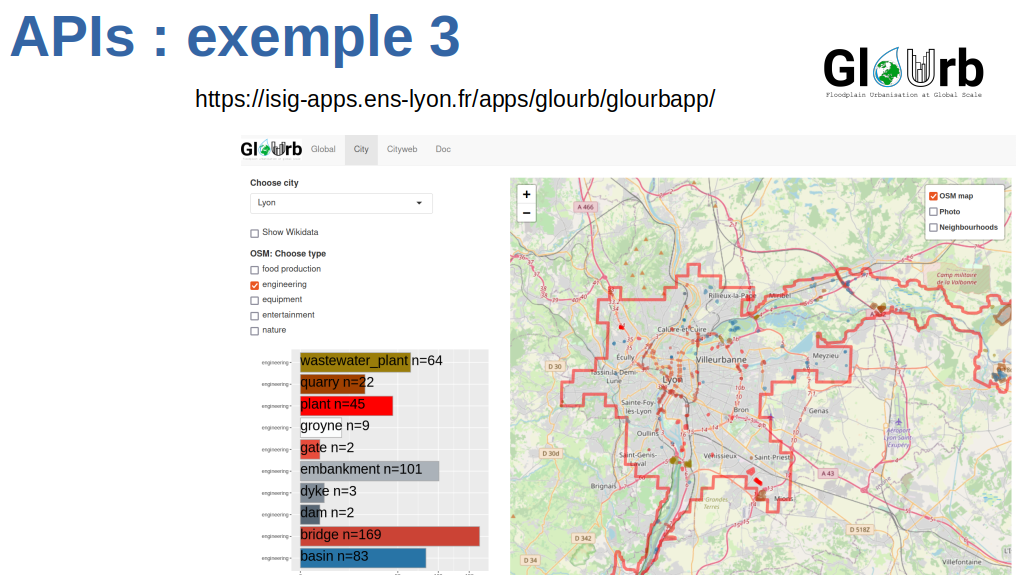 APIs : exemple 3
GloUrb
Floodplain Urbanisation at Global Scale
https://isig-apps.ens-lyon.fr/apps/glourb/glourbapp/
GloUrb
Global City Cityweb Doc
Choose city
Lyon
Show Wikidata
OSM: Choose type
food production
engineering
equipment
entertainment
nature
engineering wastewater_plant n=64
engineering quarry n=22
engineering plant n=45
engineering groyne n=9
engineering gate n=2
engineering embankment n=101
engineering dyke n=3
engineering dam n=2
engineering bridge n=169
engineering basin n=83
+
−
OSM map
Photo
Neighbourhoods
A 466
Camp militaire
de la Valbonne
Rillieux-la-Pape
Miribel
Caluire-et-Cuire
Écully
Villeurbanne
Meyzieu
D 30
Tassin-la-Demi-
Lune
Lyon
Sainte-Foy-
lès-Lyon
Bron
Genas
Oullins
aéroport
Lyon Saint
Exupéry
D 30d
Saint-Genis-
Laval
Vénissieux
Saint-Priest
A 43
Brignais
Grandes
Terres
Mions
D 518Z
D 342
D 34
Villefontaine